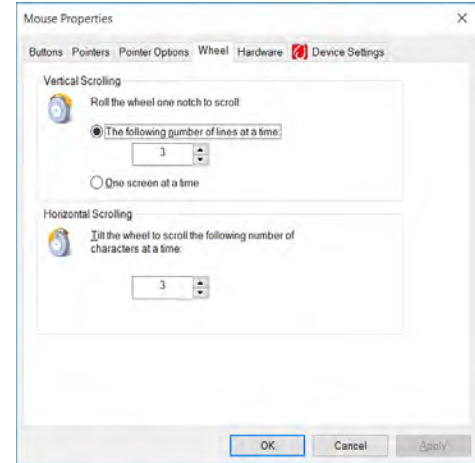 Mouse Properties
Buttons Pointers Pointer Options Wheel Hardware Device Settings
Vertical Scrolling
Roll the wheel one notch to scroll:
The following number of lines at a time:
3
One screen at a time
Horizontal Scrolling
Tilt the wheel to scroll the following number of
characters at a time:
3
OK Cancel Apply